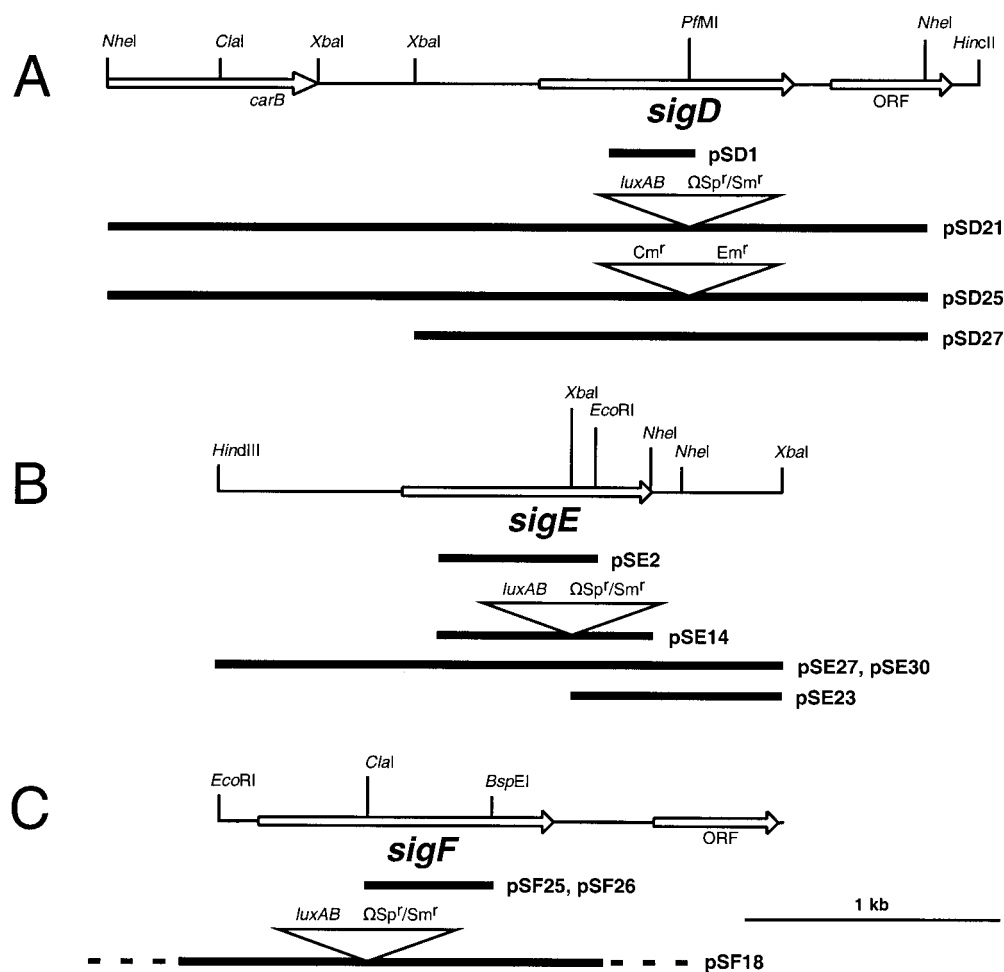 A
NheI ClaI XbaI XbaI PflMI NheI HincII
carB ORF
sigD
pSD1
luxAB ΩSpʳ/Smʳ
pSD21
Cmʳ Emʳ
pSD25
pSD27
B
HindIII XbaI EcoRI NheI NheI XbaI
sigE
pSE2
luxAB ΩSpʳ/Smʳ
pSE14
pSE27, pSE30
pSE23
C
EcoRI ClaI BspEI
ORF
sigF
pSF25, pSF26
luxAB ΩSpʳ/Smʳ
1 kb
pSF18